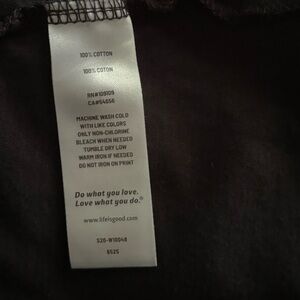 100% COTTON
100% COTON
RN#109109
CA#54656
MACHINE WASH COLD
WITH LIKE COLORS
ONLY NON-CHLORINE
BLEACH WHEN NEEDED
TUMBLE DRY LOW
WARM IRON IF NEEDED
DO NOT IRON ON PRINT
Do what you love.
Love what you do.®
www.lifeisgood.com
S20-W10048
8525